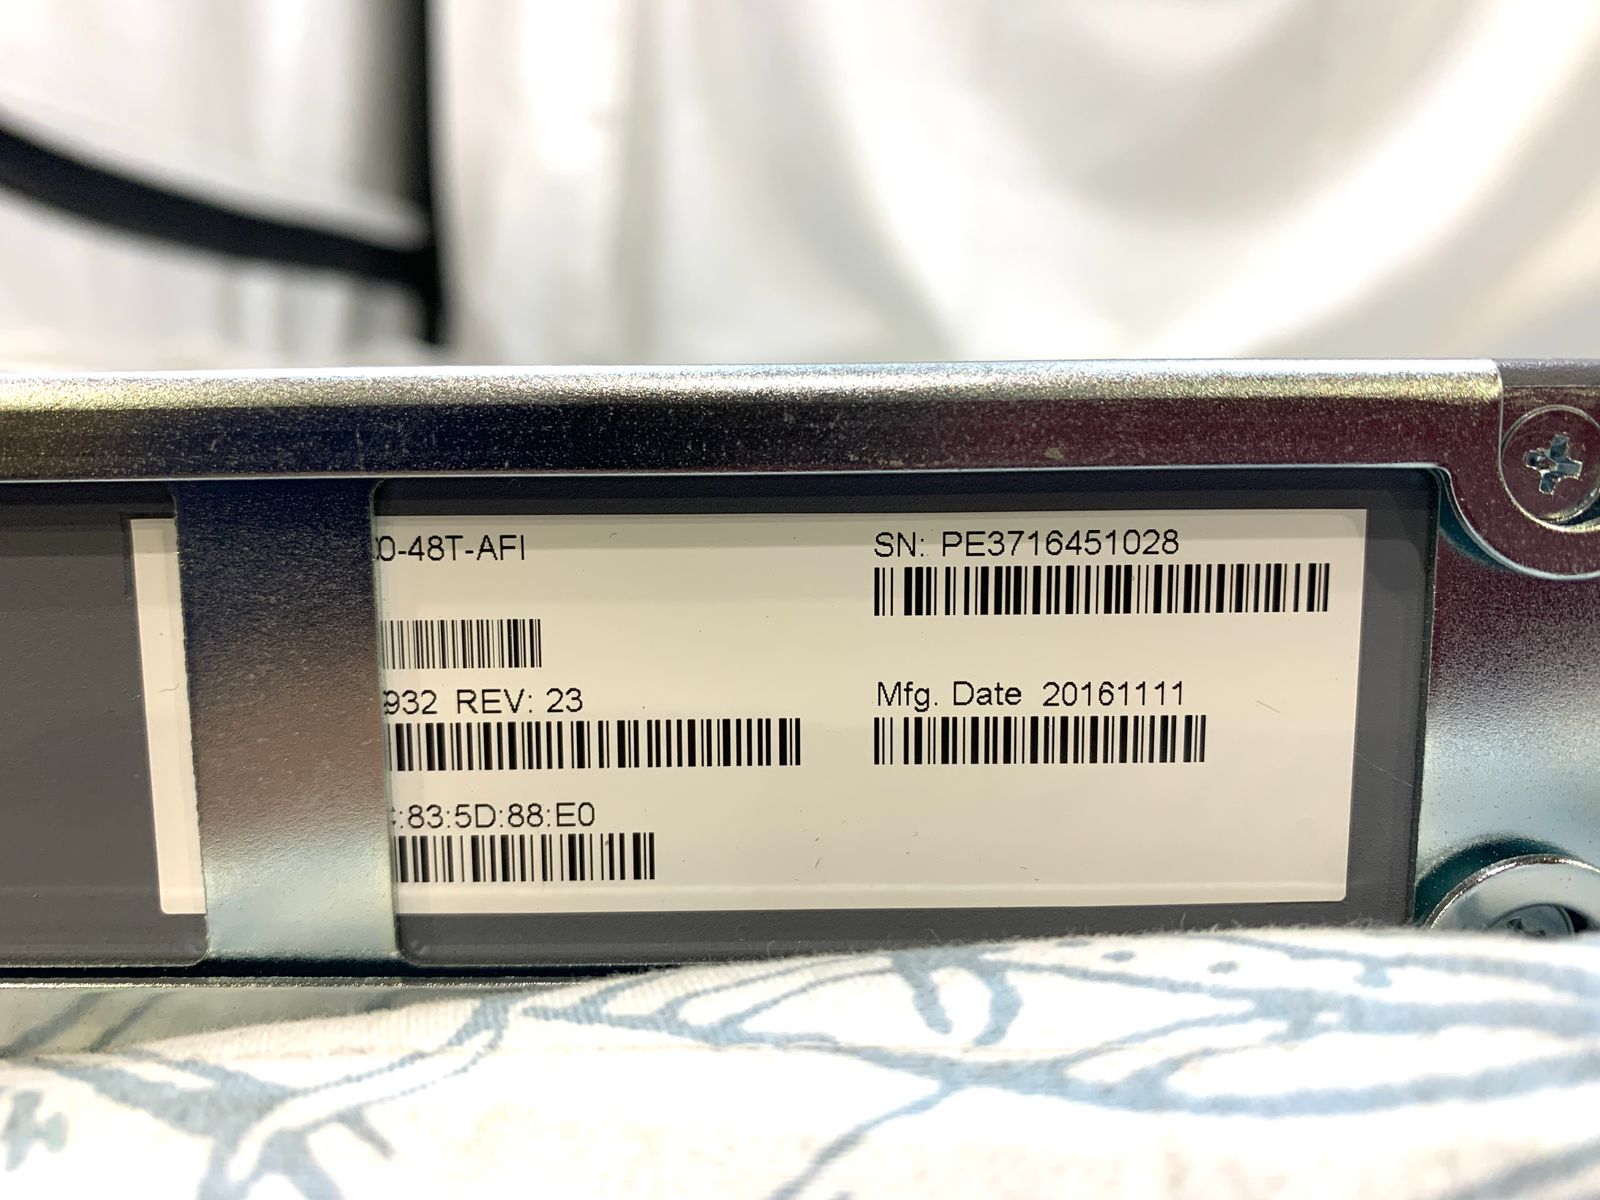 0-48T-AFI
SN: PE3716451028
932 REV: 23
Mfg. Date 20161111
:83:5D:88:E0